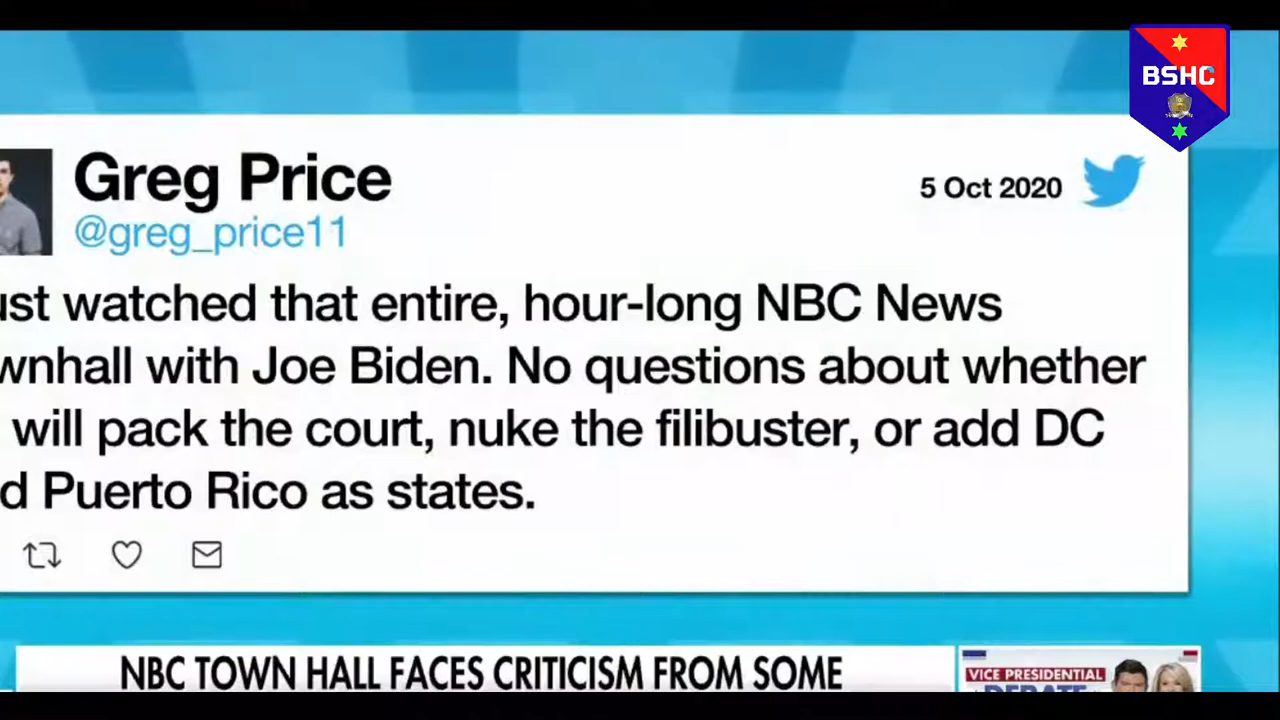 BSHC
Greg Price
5 Oct 2020
@greg_price11
ust watched that entire, hour-long NBC News
wnhall with Joe Biden. No questions about whether
will pack the court, nuke the filibuster, or add DC
d Puerto Rico as states.
NBC TOWN HALL FACES CRITICISM FROM SOME
VICE PRESIDENTIAL
DEBATE